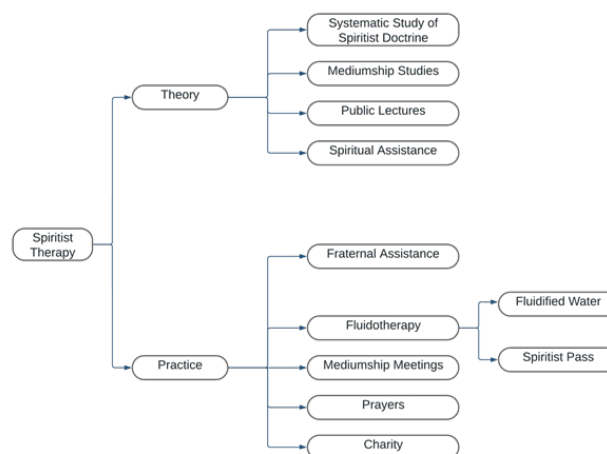 Systematic Study of
Spiritist Doctrine
Mediumship Studies
Theory
Public Lectures
Spiritual Assistance
Spiritist
Therapy
Fraternal Assistance
Fluidified Water
Fluidotherapy
Spiritist Pass
Practice
Mediumship Meetings
Prayers
Charity